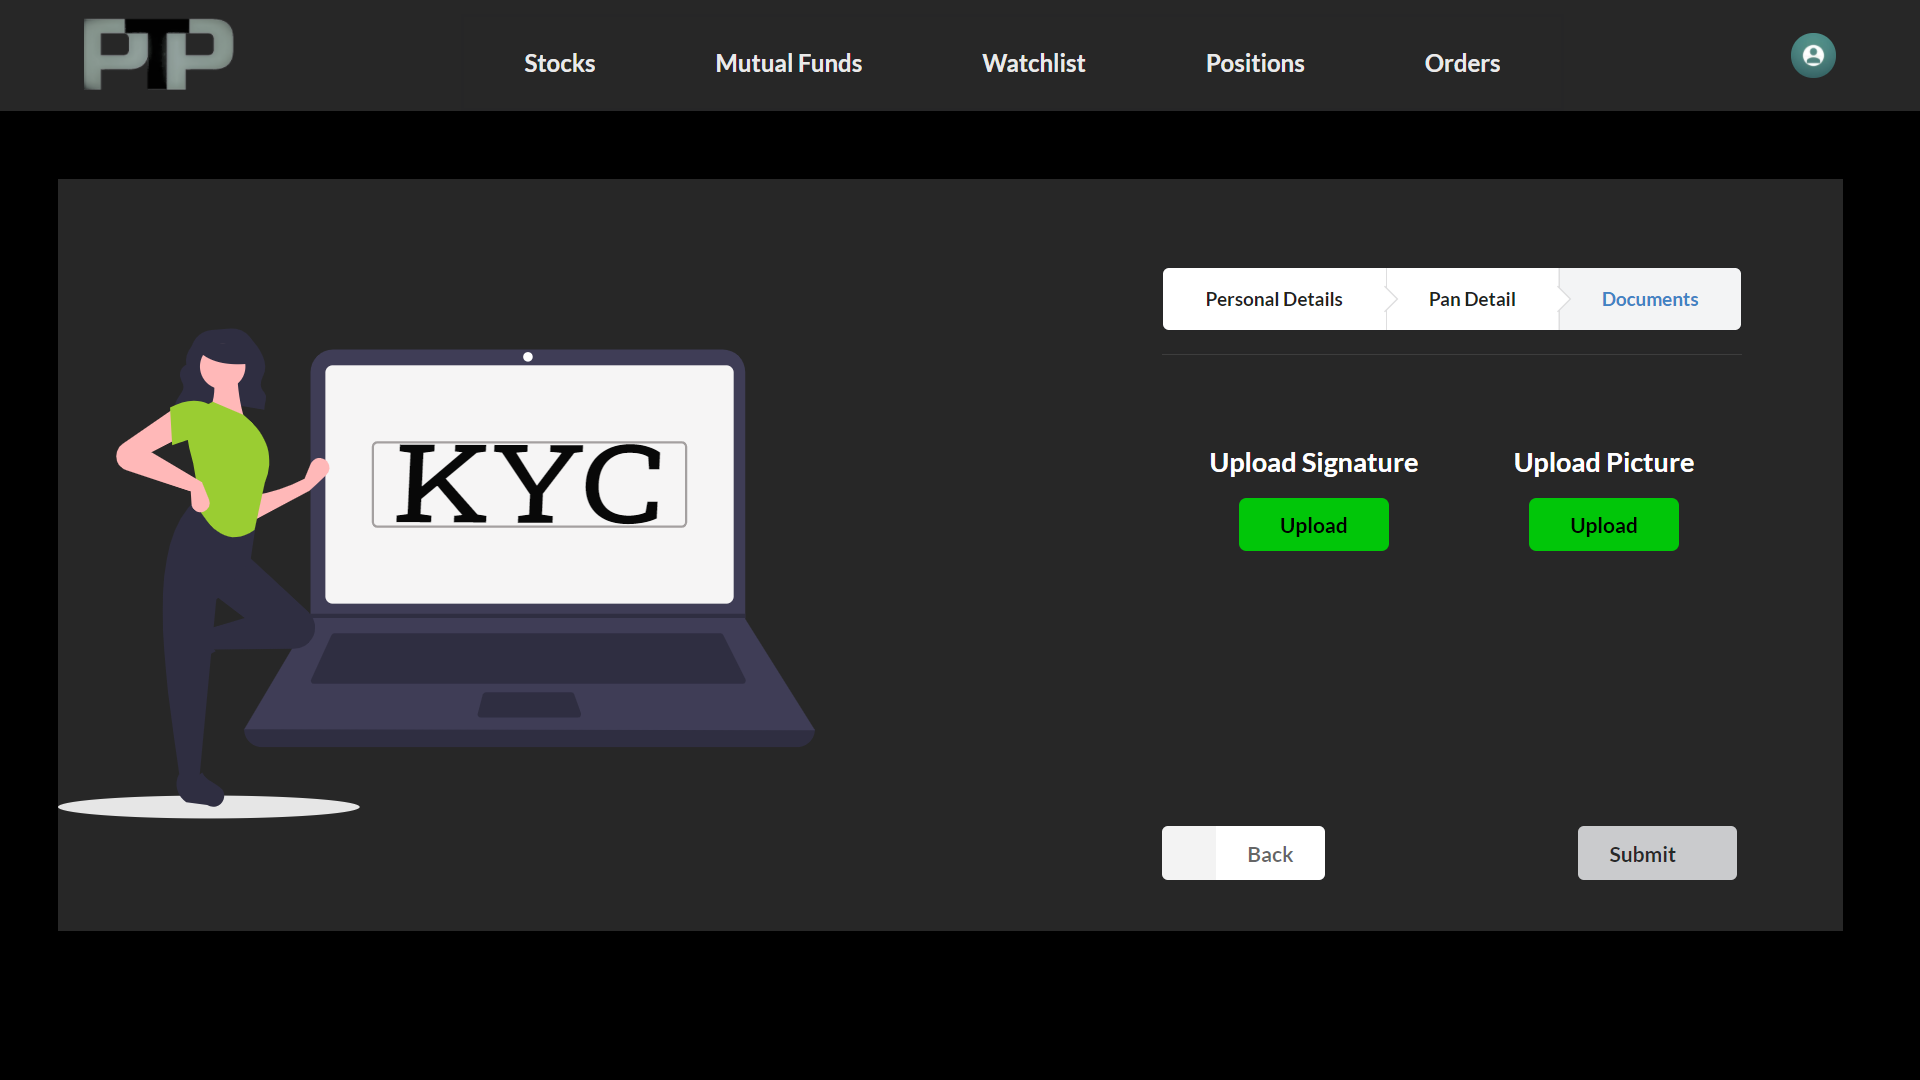 PTP
Stocks Mutual Funds Watchlist Positions Orders
Personal Details Pan Detail Documents
KYC
Upload Signature Upload Picture
Upload Upload
Back Submit